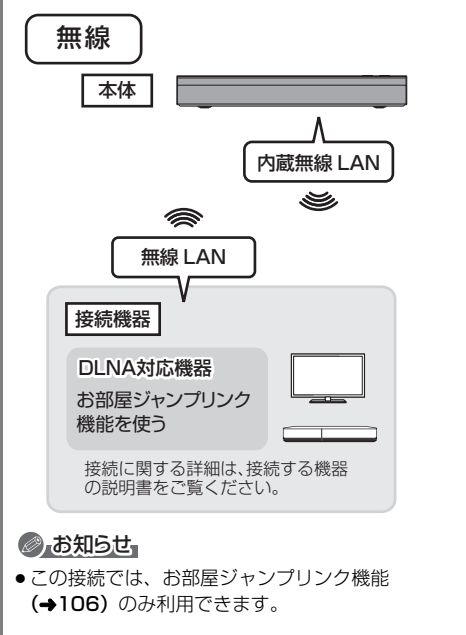 無線
本体
内蔵無線 LAN
無線 LAN
接続機器
DLNA対応機器
お部屋ジャンプリンク
機能を使う
接続に関する詳細は、接続する機器
の説明書をご覧ください。
お知らせ
●この接続では、お部屋ジャンプリンク機能
(➜106)のみ利用できます。